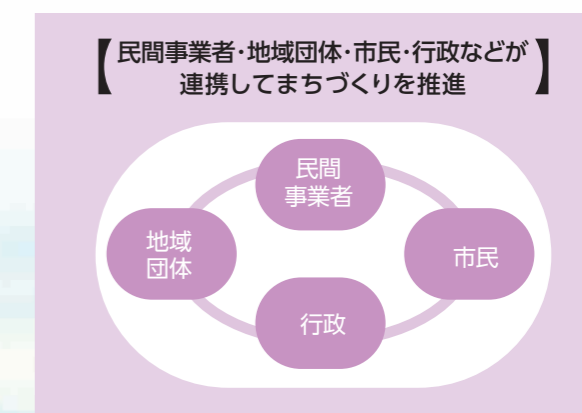 【民間事業者・地域団体・市民・行政などが
連携してまちづくりを推進】
民間
事業者
地域
団体
市民
行政